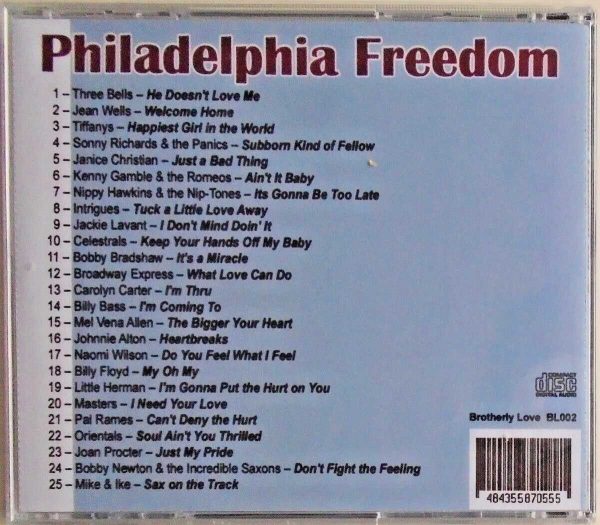 Philadelphia Freedom
1 – Three Bells – He Doesn't Love Me
2 – Jean Wells – Welcome Home
3 – Tiffanys – Happiest Girl in the World
4 – Sonny Richards & the Panics – Subborn Kind of Fellow
5 – Janice Christian – Just a Bad Thing
6 – Kenny Gamble & the Romeos – Ain't It Baby
7 – Nippy Hawkins & the Nip-Tones – Its Gonna Be Too Late
8 – Intrigues – Tuck a Little Love Away
9 – Jackie Lavant – I Don't Mind Doin' It
10 – Celestrals – Keep Your Hands Off My Baby
11 – Bobby Bradshaw – It's a Miracle
12 – Broadway Express – What Love Can Do
13 – Carolyn Carter – I'm Thru
14 – Billy Bass – I'm Coming To
15 – Mel Vena Allen – The Bigger Your Heart
16 – Johnnie Alton – Heartbreaks
17 – Naomi Wilson – Do You Feel What I Feel
18 – Billy Floyd – My Oh My
19 – Little Herman – I'm Gonna Put the Hurt on You
20 – Masters – I Need Your Love
21 – Pal Rames – Can't Deny the Hurt
22 – Orientals – Soul Ain't You Thrilled
23 – Joan Procter – Just My Pride
24 – Bobby Newton & the Incredible Saxons – Don't Fight the Feeling
25 – Mike & Ike – Sax on the Track
COMPACT
disc
DIGITAL AUDIO
Brotherly Love BL002
484355870555